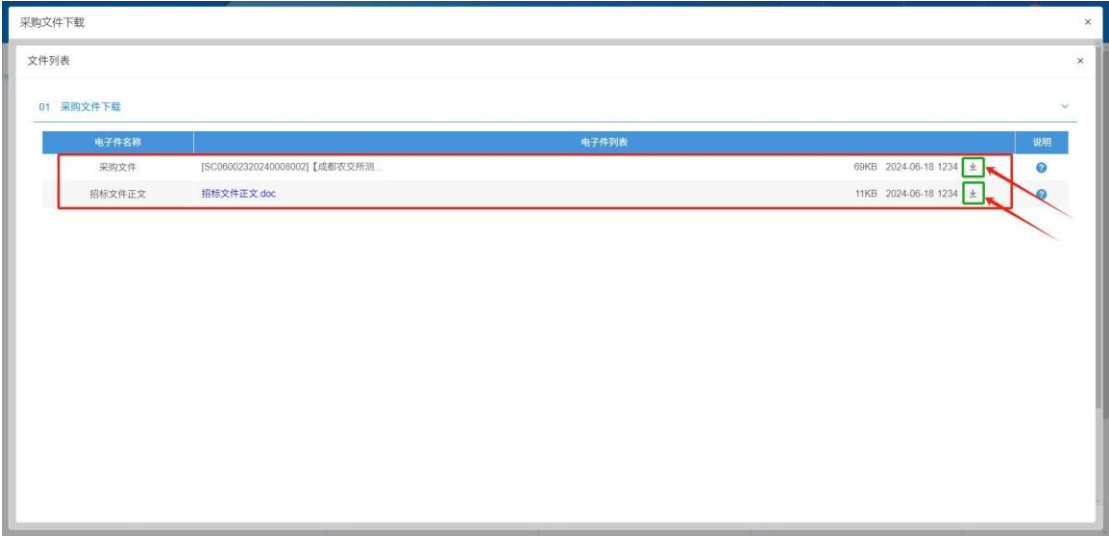 采购文件下载
文件列表
01 采购文件下载
电子件名称 电子件列表 说明
采购文件 [SC06002320240008002]【成都农交所测... 69KB 2024-06-18 1234
招标文件正文 招标文件正文.doc 11KB 2024-06-18 1234